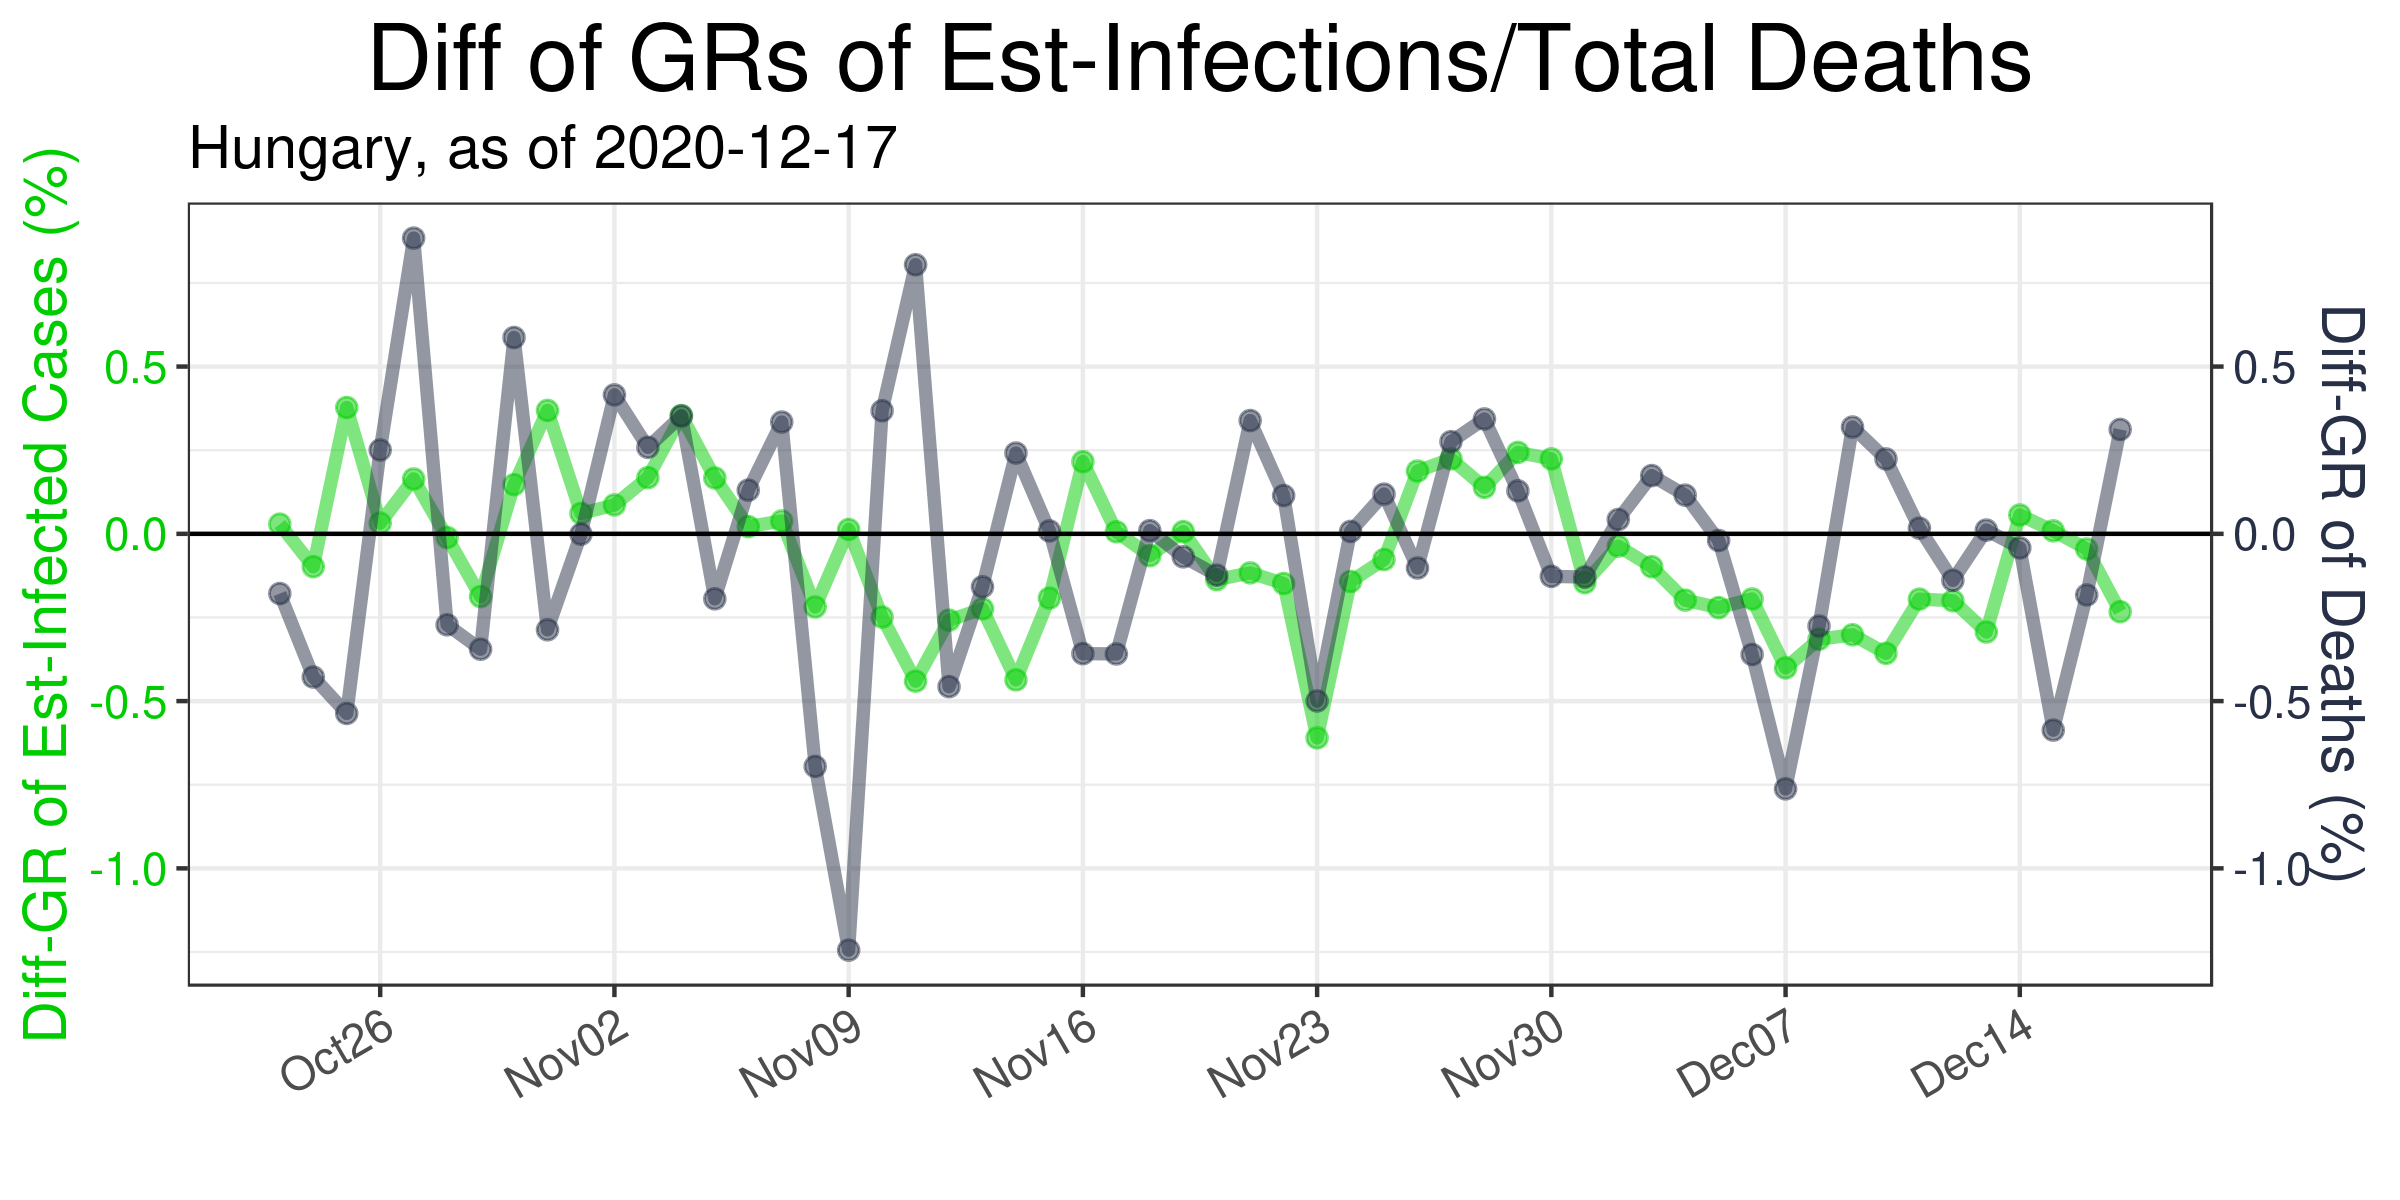 Diff of GRs of Est-Infections/Total Deaths
Hungary, as of 2020-12-17
Diff-GR of Est-Infected Cases (%)
0.5
0.0
-0.5
-1.0
0.5
0.0
-0.5
-1.0
Diff-GR of Deaths (%)
Oct26
Nov02
Nov09
Nov16
Nov23
Nov30
Dec07
Dec14